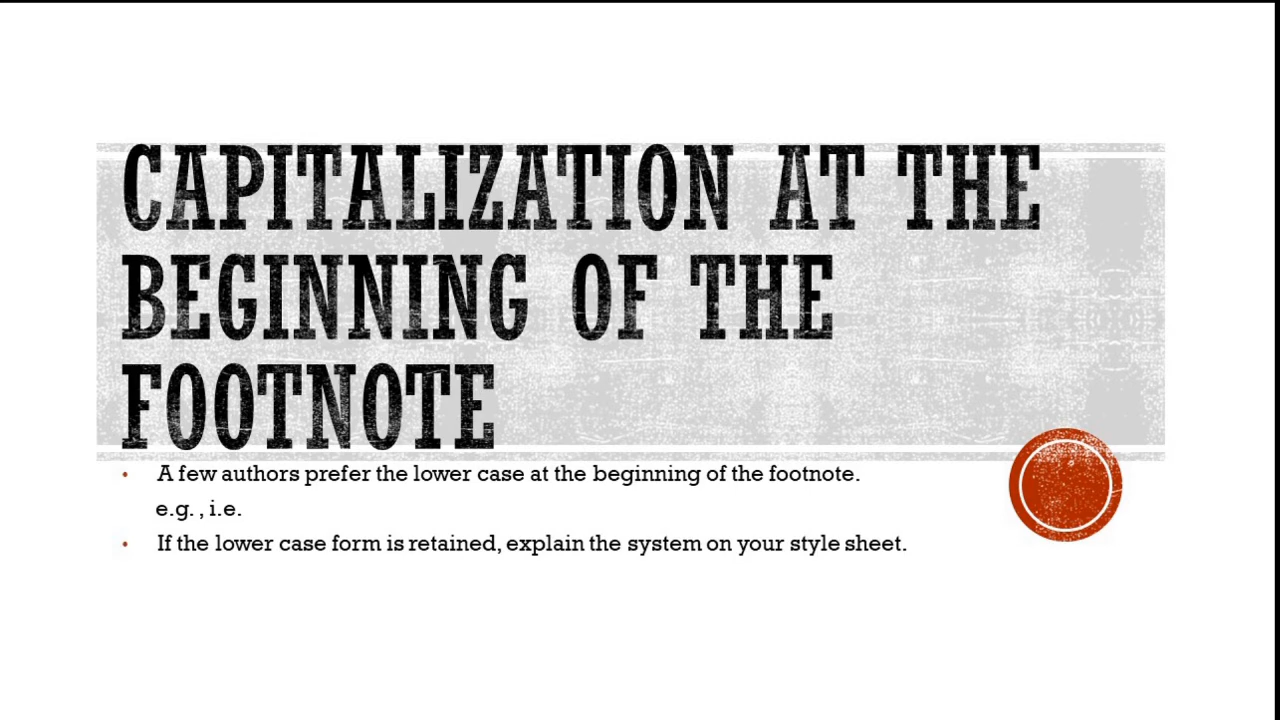 CAPITALIZATION AT THE
BEGINNING OF THE
FOOTNOTE
• A few authors prefer the lower case at the beginning of the footnote.
e.g. , i.e.
• If the lower case form is retained, explain the system on your style sheet.